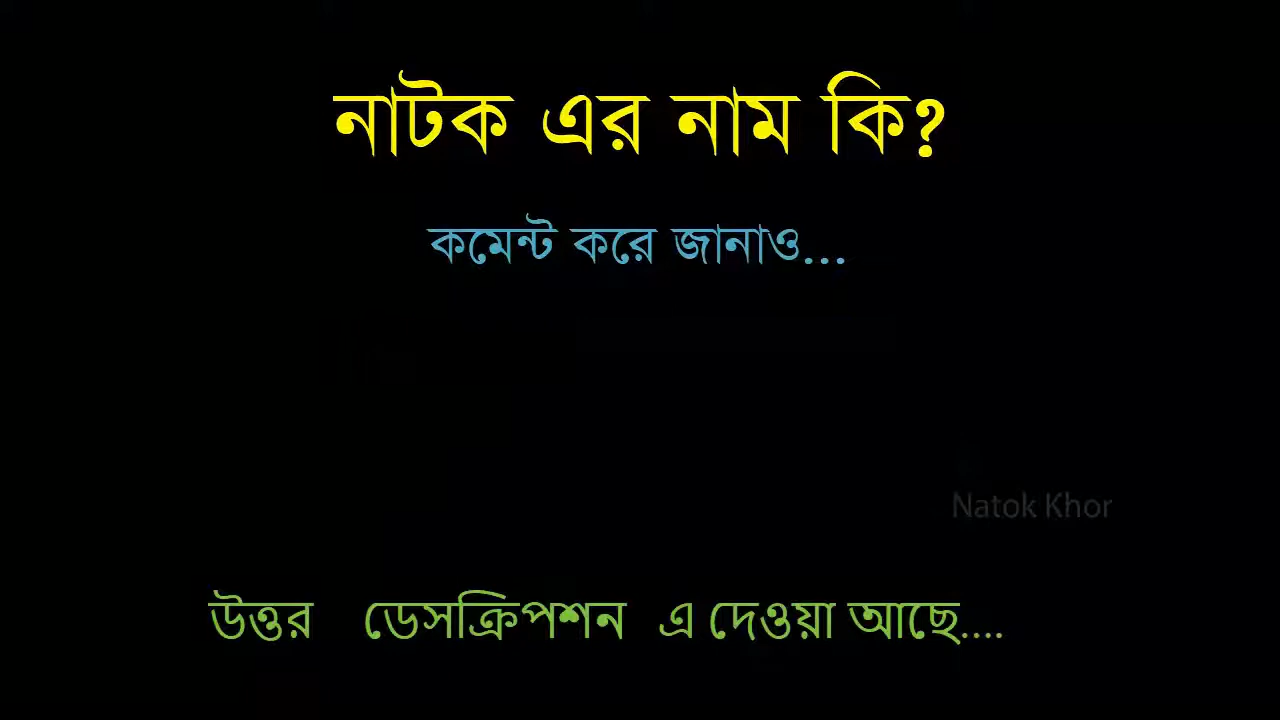 নাটক এর নাম কি?
কমেন্ট করে জানাও...
Natok Khor
উত্তর ডেসক্রিপশন এ দেওয়া আছে....